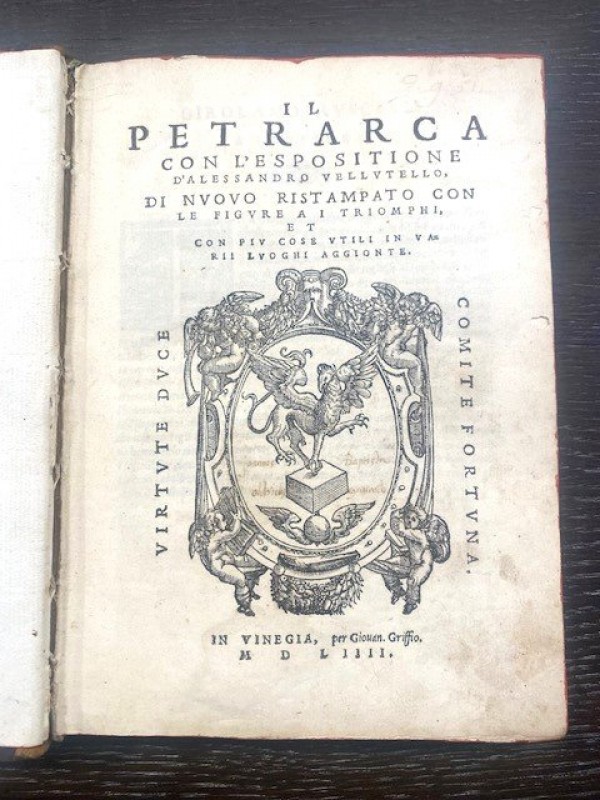 IL
PETRARCA
CON L'ESPOSITIONE
D'ALESSANDRO VELLVTELLO,
DI NVOVO RISTAMPATO CON
LE FIGVRE A I TRIOMPHI,
ET
CON PIV COSE VTILI IN VA-
RII LVOGHI AGGIONTE.
VIRTVTE DVCE
COMITE FORTVNA.
IN VINEGIA, per Giouan. Griffio.
M D LIIII.